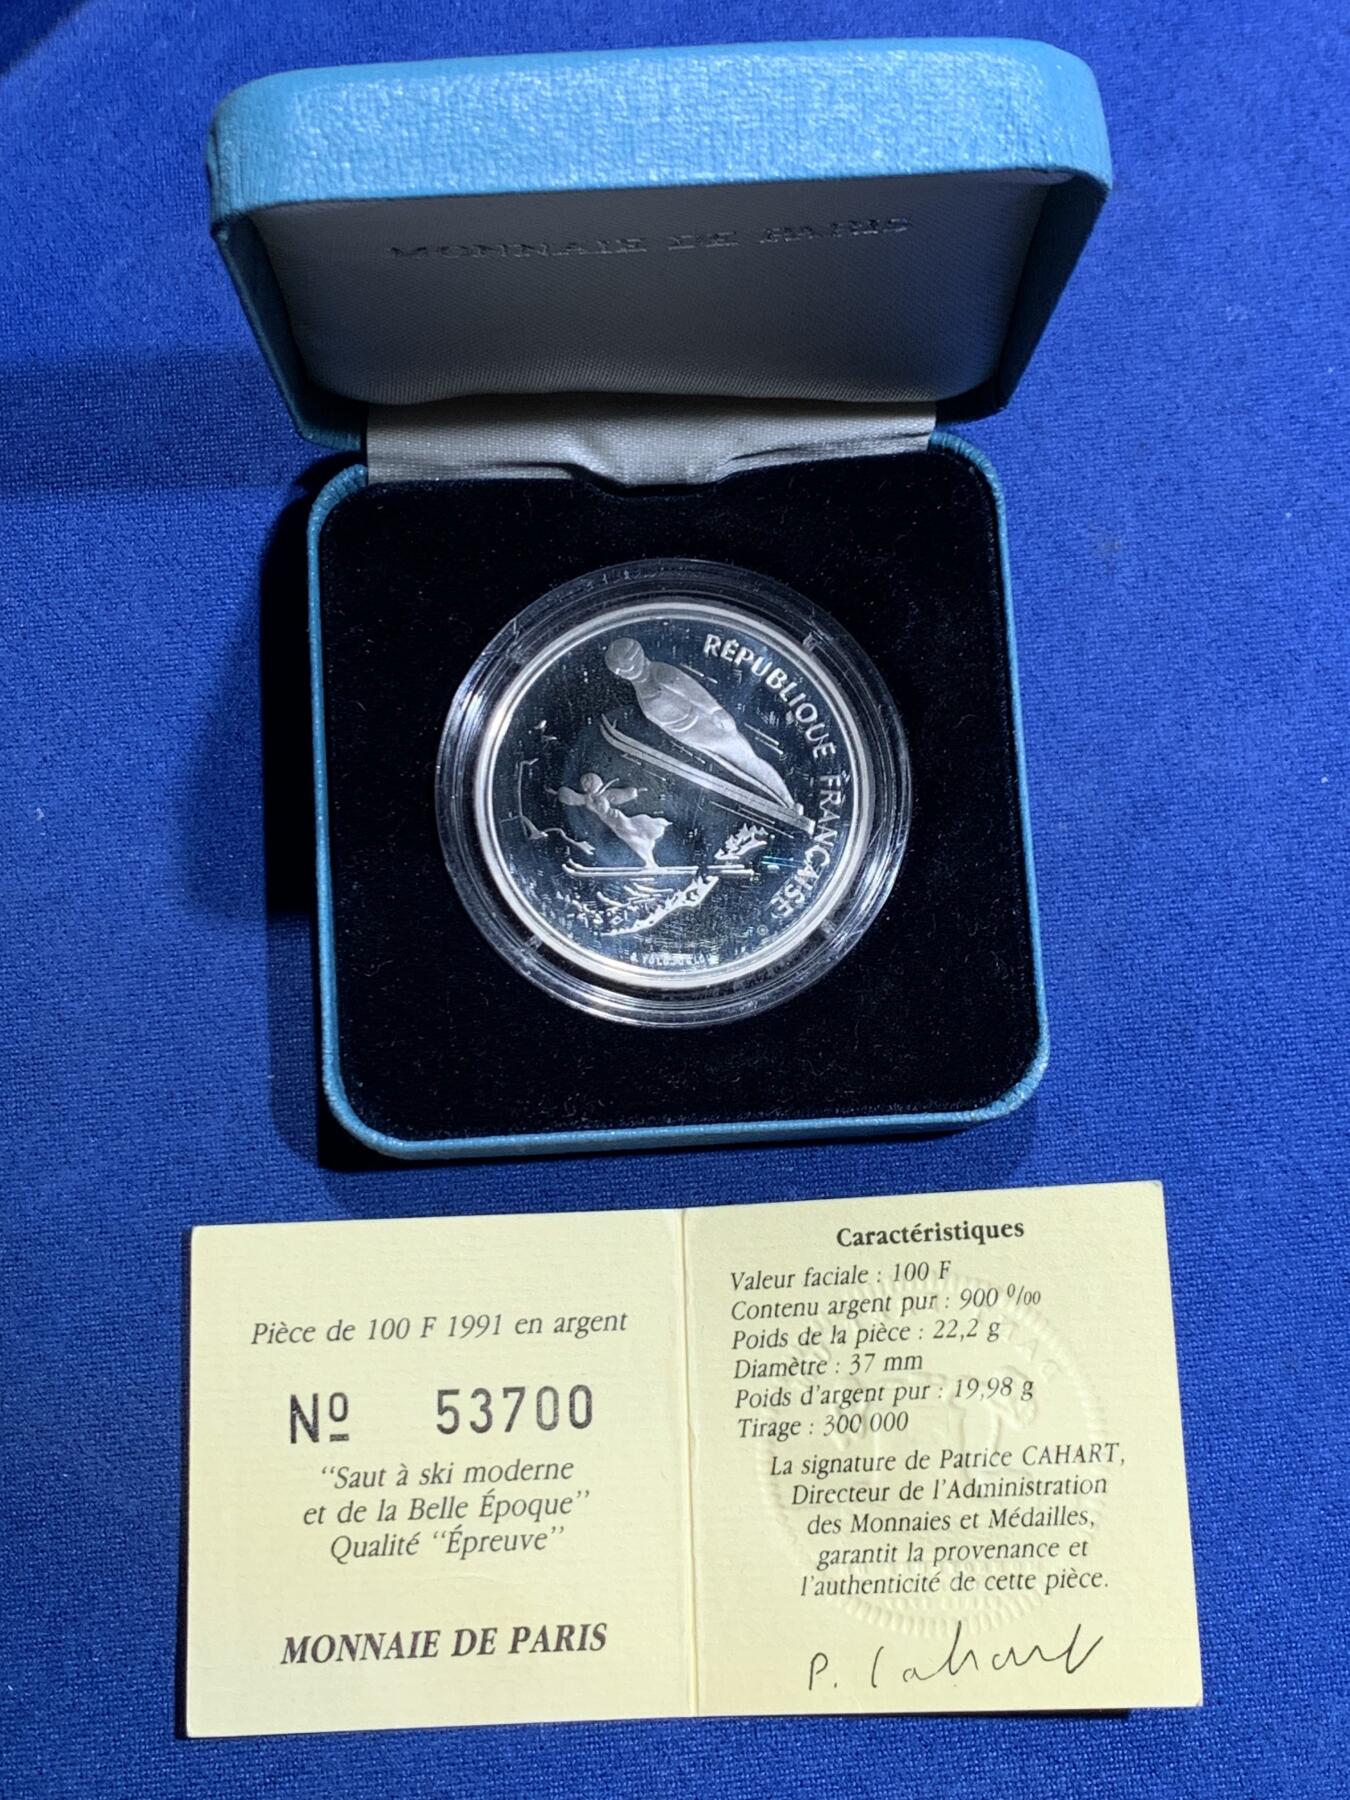 MONNAIE DE PARIS
RÉPUBLIQUE FRANÇAISE
Pièce de 100 F 1991 en argent
Nº 53700
‘‘Saut à ski moderne
et de la Belle Époque’’
Qualité ‘‘Épreuve’’
MONNAIE DE PARIS
Caractéristiques
Valeur faciale : 100 F
Contenu argent pur : 900 ⁰/₀₀
Poids de la pièce : 22,2 g
Diamètre : 37 mm
Poids d'argent pur : 19,98 g
Tirage : 300 000
La signature de Patrice CAHART,
Directeur de l'Administration
des Monnaies et Médailles,
garantit la provenance et
l'authenticité de cette pièce.
P. Cahart